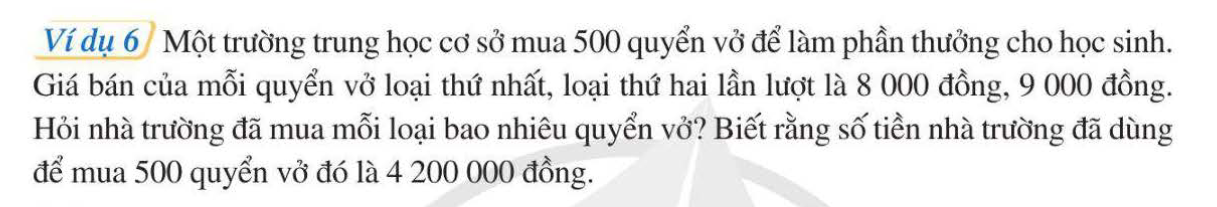 Ví dụ 6 Một trường trung học cơ sở mua 500 quyển vở để làm phần thưởng cho học sinh.
Giá bán của mỗi quyển vở loại thứ nhất, loại thứ hai lần lượt là 8 000 đồng, 9 000 đồng.
Hỏi nhà trường đã mua mỗi loại bao nhiêu quyển vở? Biết rằng số tiền nhà trường đã dùng
để mua 500 quyển vở đó là 4 200 000 đồng.